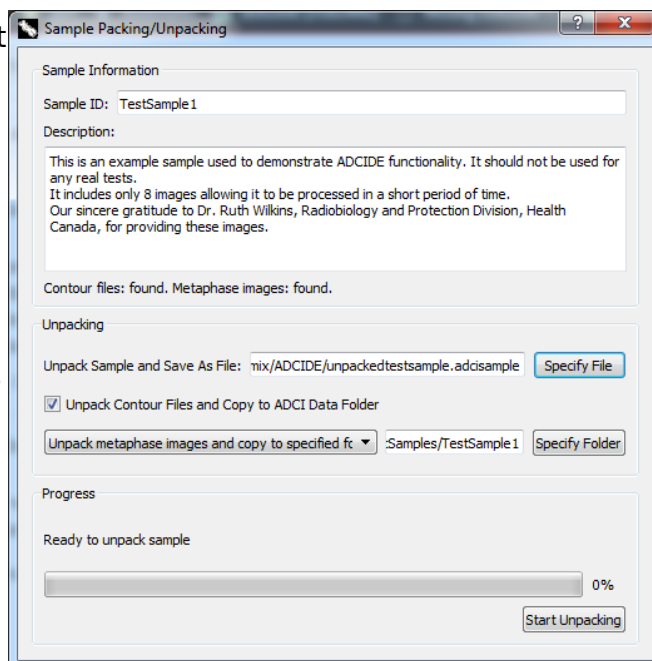 t
Sample Packing/Unpacking
?
X
Sample Information
Sample ID: TestSample1
Description:
This is an example sample used to demonstrate ADCIDE functionality. It should not be used for
any real tests.
It includes only 8 images allowing it to be processed in a short period of time.
Our sincere gratitude to Dr. Ruth Wilkins, Radiobiology and Protection Division, Health
Canada, for providing these images.
Contour files: found. Metaphase images: found.
Unpacking
Unpack Sample and Save As File: nix/ADCIDE/unpackedtestsample.adcisample Specify File
Unpack Contour Files and Copy to ADCI Data Folder
Unpack metaphase images and copy to specified fc :Samples/TestSample1 Specify Folder
Progress
Ready to unpack sample
0%
Start Unpacking